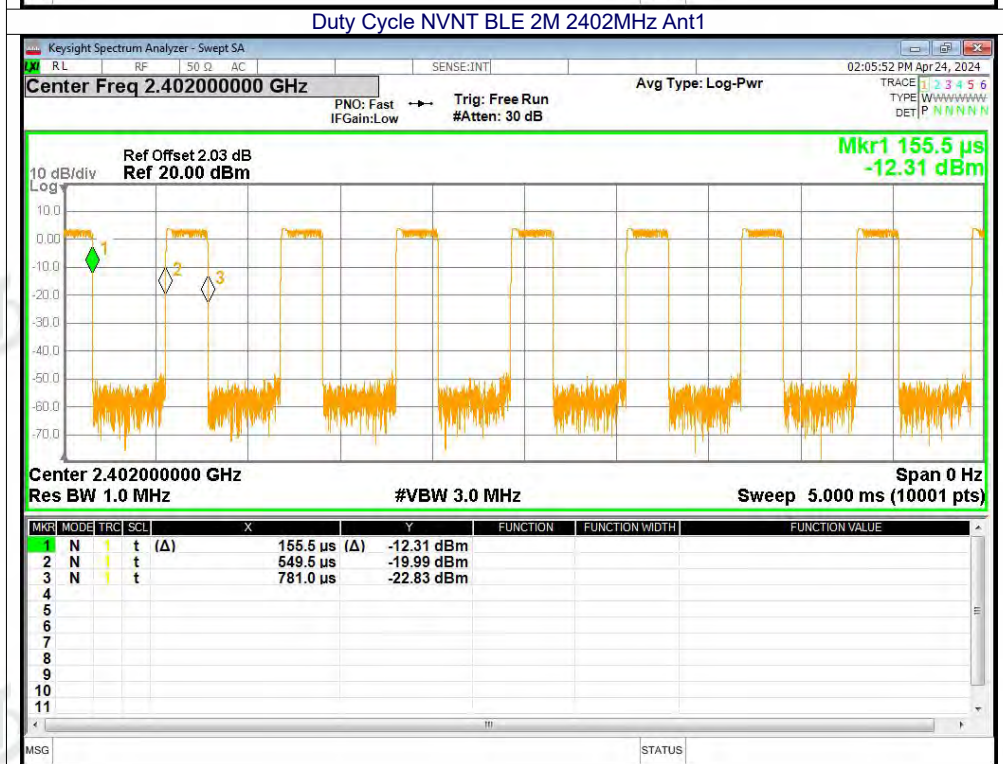 Duty Cycle NVNT BLE 2M 2402MHz Ant1
Keysight Spectrum Analyzer - Swept SA
LXI RL RF 50 Ω AC SENSE:INT 02:05:52 PM Apr 24, 2024
Center Freq 2.402000000 GHz Avg Type: Log-Pwr TRACE 1 2 3 4 5 6
PNO: Fast Trig: Free Run TYPE WWWWWWW
IFGain:Low #Atten: 30 dB DET P N N N N N
Mkr1 155.5 µs
Ref Offset 2.03 dB
10 dB/div Ref 20.00 dBm -12.31 dBm
Log
10.0
0.00
1
-10.0
2
3
-20.0
-30.0
-40.0
-50.0
-60.0
-70.0
Center 2.402000000 GHz Span 0 Hz
Res BW 1.0 MHz #VBW 3.0 MHz Sweep 5.000 ms (10001 pts)
MKR MODE TRC SCL X Y FUNCTION FUNCTION WIDTH FUNCTION VALUE
1 N 1 t (Δ) 155.5 µs (Δ) -12.31 dBm
2 N 1 t 549.5 µs -19.99 dBm
3 N 1 t 781.0 µs -22.83 dBm
4
5
6
7
8
9
10
11
MSG STATUS